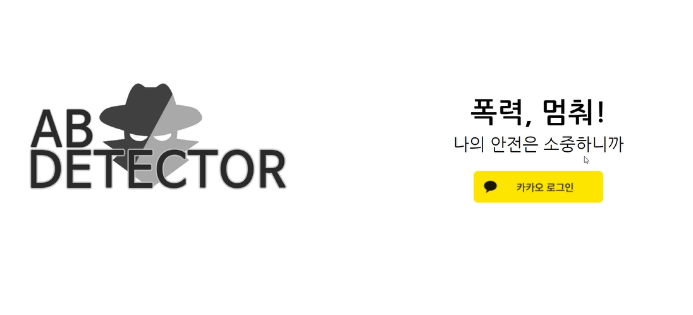 AB
DETECTOR
폭력, 멈춰!
나의 안전은 소중하니까
카카오 로그인